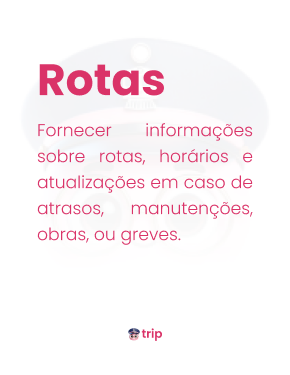 Rotas
Fornecer informações
sobre rotas, horários e
atualizações em caso de
atrasos, manutenções,
obras, ou greves.
trip